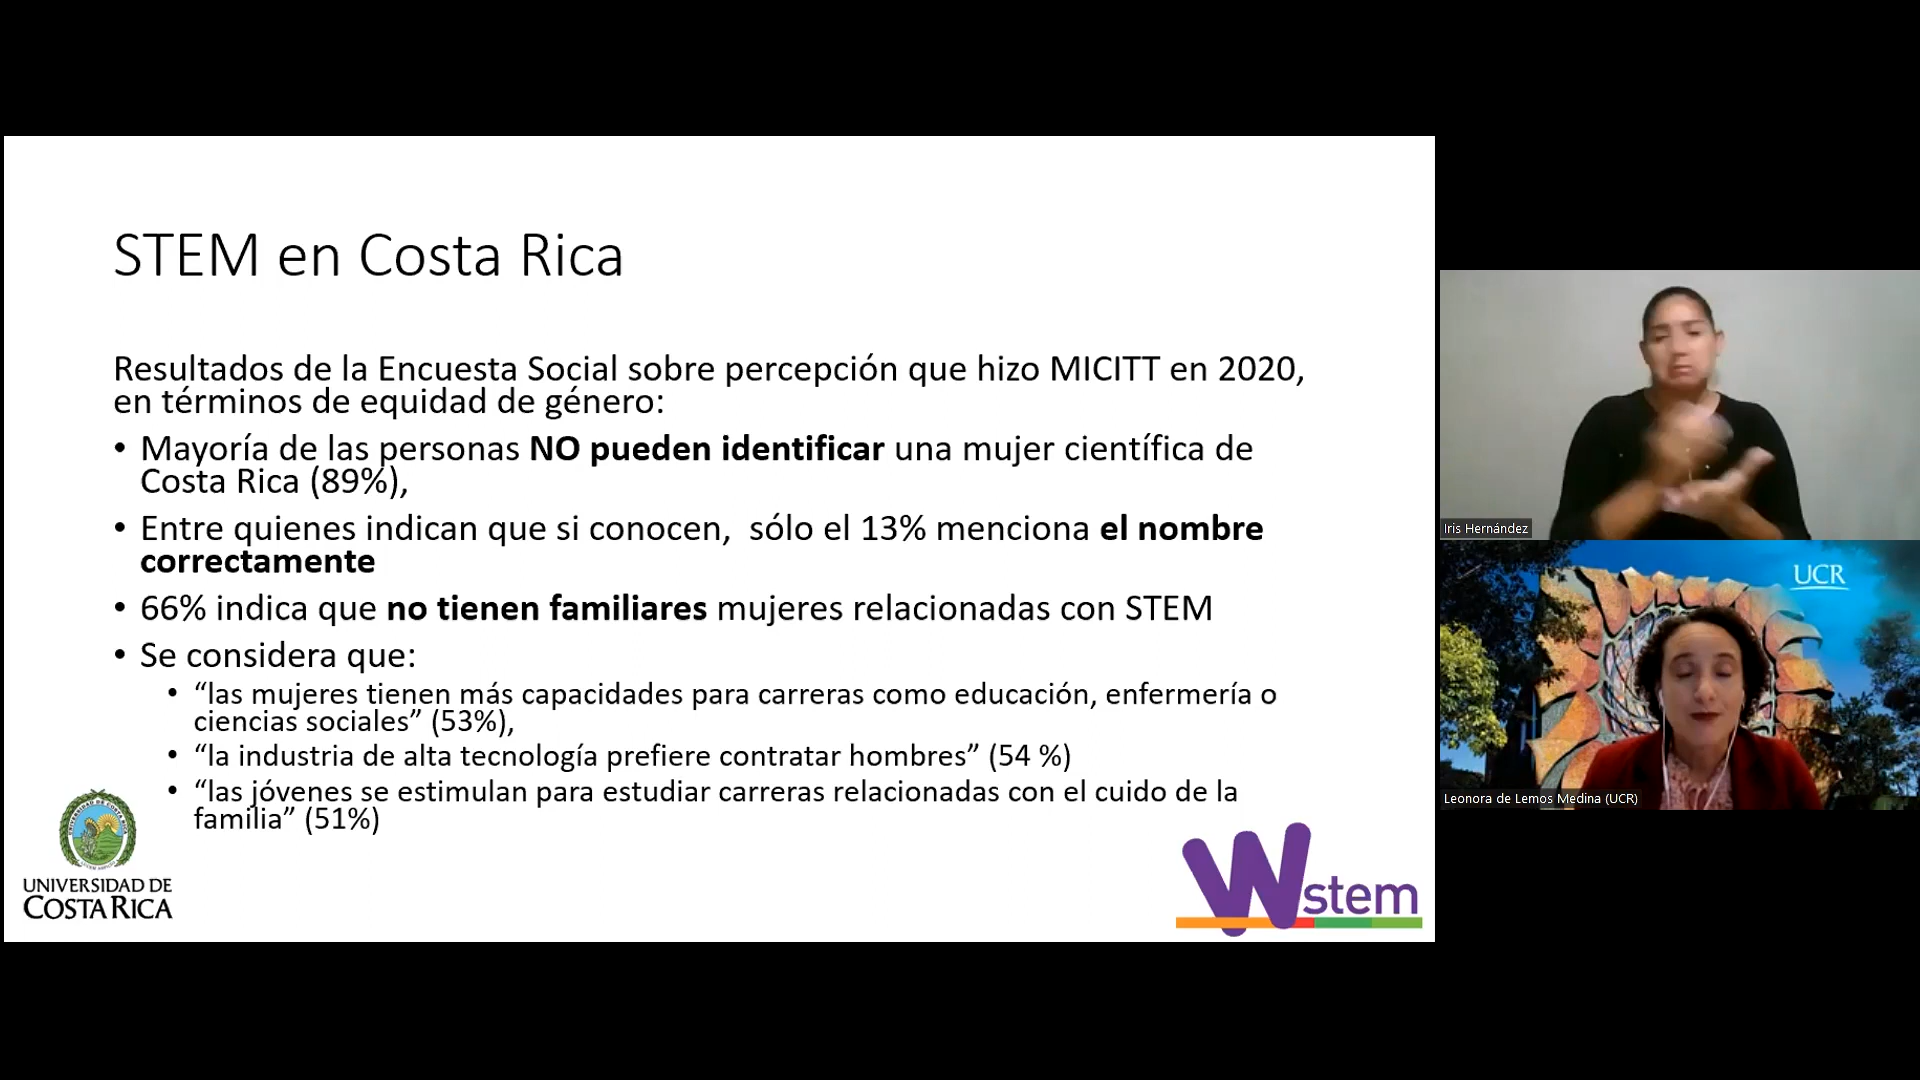 STEM en Costa Rica
Resultados de la Encuesta Social sobre percepción que hizo MICITT en 2020,
en términos de equidad de género:
• Mayoría de las personas NO pueden identificar una mujer científica de
Costa Rica (89%),
• Entre quienes indican que si conocen,  sólo el 13% menciona el nombre
correctamente
• 66% indica que no tienen familiares mujeres relacionadas con STEM
• Se considera que:
• “las mujeres tienen más capacidades para carreras como educación, enfermería o
ciencias sociales” (53%),
• “la industria de alta tecnología prefiere contratar hombres” (54 %)
• “las jóvenes se estimulan para estudiar carreras relacionadas con el cuido de la
familia” (51%)
UNIVERSIDAD DE
COSTA RICA
Wstem
Iris Hernández
UCR
Leonora de Lemos Medina (UCR)